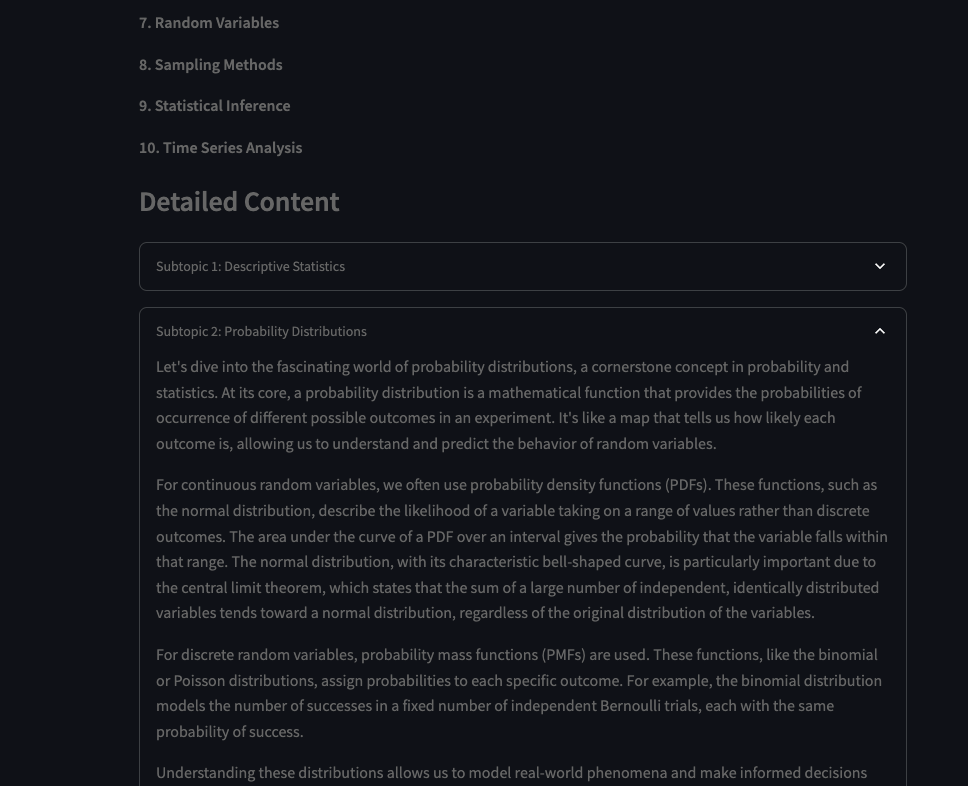 7. Random Variables
8. Sampling Methods
9. Statistical Inference
10. Time Series Analysis
Detailed Content
Subtopic 1: Descriptive Statistics
Subtopic 2: Probability Distributions
Let's dive into the fascinating world of probability distributions, a cornerstone concept in probability and
statistics. At its core, a probability distribution is a mathematical function that provides the probabilities of
occurrence of different possible outcomes in an experiment. It's like a map that tells us how likely each
outcome is, allowing us to understand and predict the behavior of random variables.
For continuous random variables, we often use probability density functions (PDFs). These functions, such as
the normal distribution, describe the likelihood of a variable taking on a range of values rather than discrete
outcomes. The area under the curve of a PDF over an interval gives the probability that the variable falls within
that range. The normal distribution, with its characteristic bell-shaped curve, is particularly important due to
the central limit theorem, which states that the sum of a large number of independent, identically distributed
variables tends toward a normal distribution, regardless of the original distribution of the variables.
For discrete random variables, probability mass functions (PMFs) are used. These functions, like the binomial
or Poisson distributions, assign probabilities to each specific outcome. For example, the binomial distribution
models the number of successes in a fixed number of independent Bernoulli trials, each with the same
probability of success.
Understanding these distributions allows us to model real-world phenomena and make informed decisions